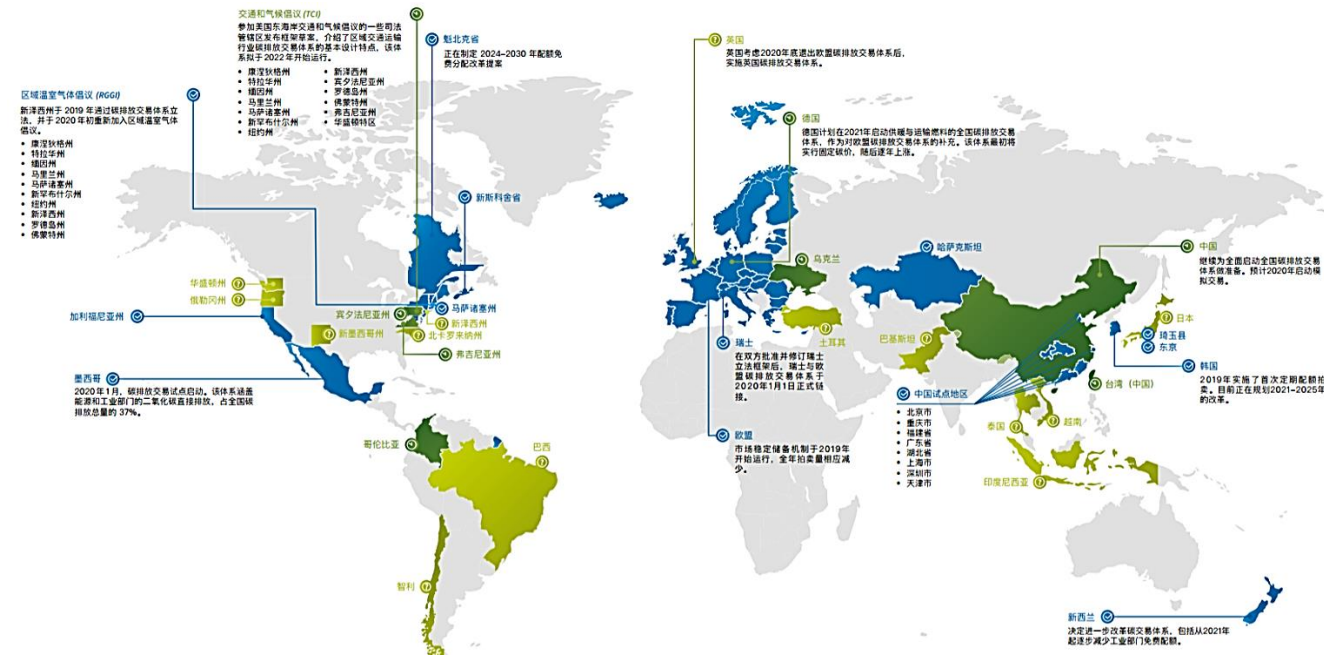 交通和气候倡议 (TCI)
参加美国东海岸交通和气候倡议的一些司法
管辖区发布框架草案，介绍了区域交通运输
行业碳排放交易体系的基本设计特点，该体
系拟于2022年开始运行。
• 康涅狄格州
• 特拉华州
• 缅因州
• 马里兰州
• 马萨诸塞州
• 新罕布什尔州
• 纽约州
• 新泽西州
• 宾夕法尼亚州
• 罗德岛州
• 佛蒙特州
• 弗吉尼亚州
• 华盛顿特区
魁北克省
正在制定 2024–2030 年配额免
费分配改革提案
区域温室气体倡议 (RGGI)
新泽西州于 2019 年通过碳排放交易体系立
法，并于 2020 年初重新加入区域温室气体
倡议。
• 康涅狄格州
• 特拉华州
• 缅因州
• 马里兰州
• 马萨诸塞州
• 新罕布什尔州
• 纽约州
• 新泽西州
• 罗德岛州
• 佛蒙特州
新斯科舍省
华盛顿州
俄勒冈州
加利福尼亚州
新墨西哥州
宾夕法尼亚州
马萨诸塞州
新泽西州
北卡罗来纳州
弗吉尼亚州
墨西哥
2020年1月，碳排放交易试点启动。该体系涵盖
能源和工业部门的二氧化碳直接排放，占全国碳
排放总量的 37%。
哥伦比亚
巴西
智利
英国
英国考虑2020年底退出欧盟碳排放交易体系后，
实施英国碳排放交易体系。
德国
德国计划在2021年启动供暖与运输燃料的全国碳排放交易
体系，作为对欧盟碳排放交易体系的补充。该体系最初将
实行固定碳价，随后逐年上涨。
乌克兰
哈萨克斯坦
中国
继续为全面启动全国碳排放交易
体系做准备。预计2020年启动模
拟交易。
土耳其
巴基斯坦
日本
琦玉县
东京
瑞士
在双方批准并修订瑞士
立法框架后，瑞士与欧
盟碳排放交易体系于
2020年1月1日正式链
接。
韩国
2019年实施了首次定期配额拍
卖。目前正在规划2021–2025年
的改革。
台湾（中国）
中国试点地区
• 北京市
• 重庆市
• 福建省
• 广东省
• 湖北省
• 上海市
• 深圳市
• 天津市
泰国
越南
印度尼西亚
欧盟
市场稳定储备机制于2019年
开始运行，全年拍卖量相应减
少。
新西兰
决定进一步改革碳交易体系，包括从2021年
起逐步减少工业部门免费配额。